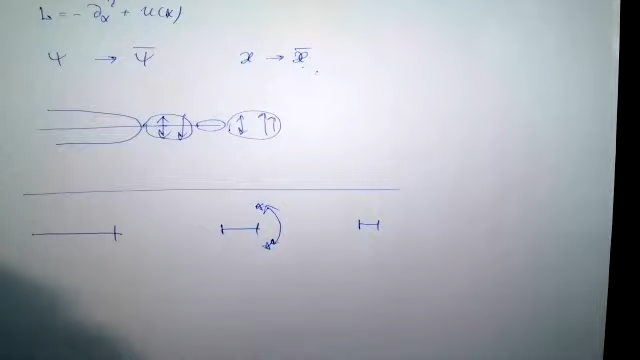 L = - ∂ₓ² + u(x)
Ψ → Ψ̅ x → x̅